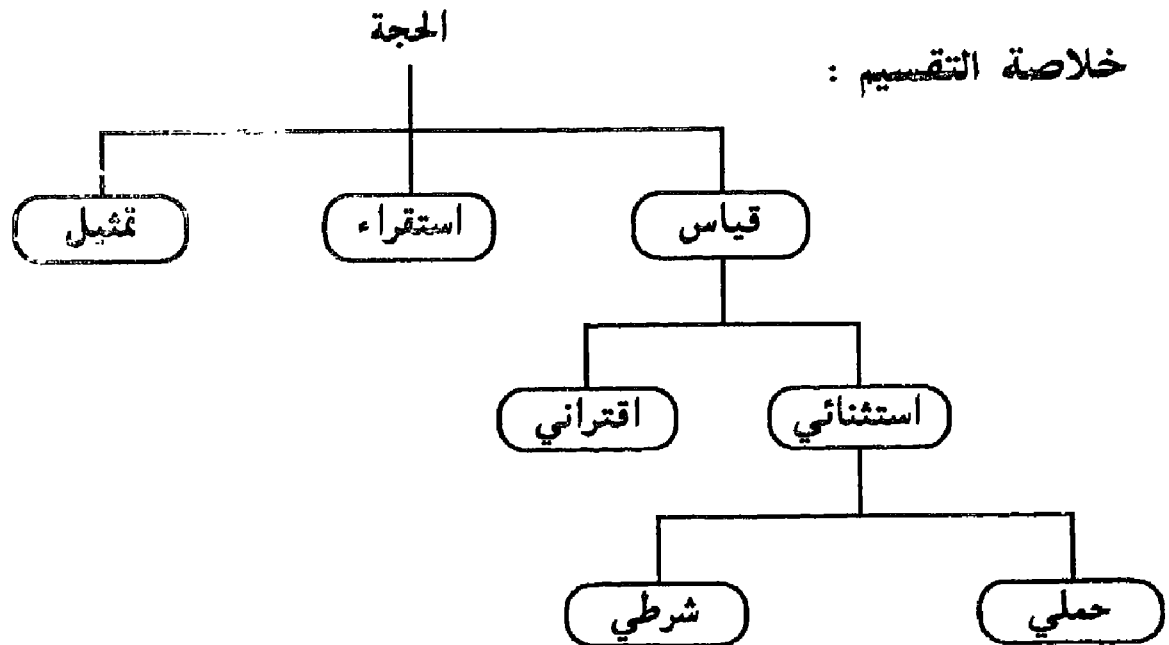 خلاصة التقسيم :
الحجة
قياس
استقراء
تمثيل
استثنائي
اقتراني
حملي
شرطي